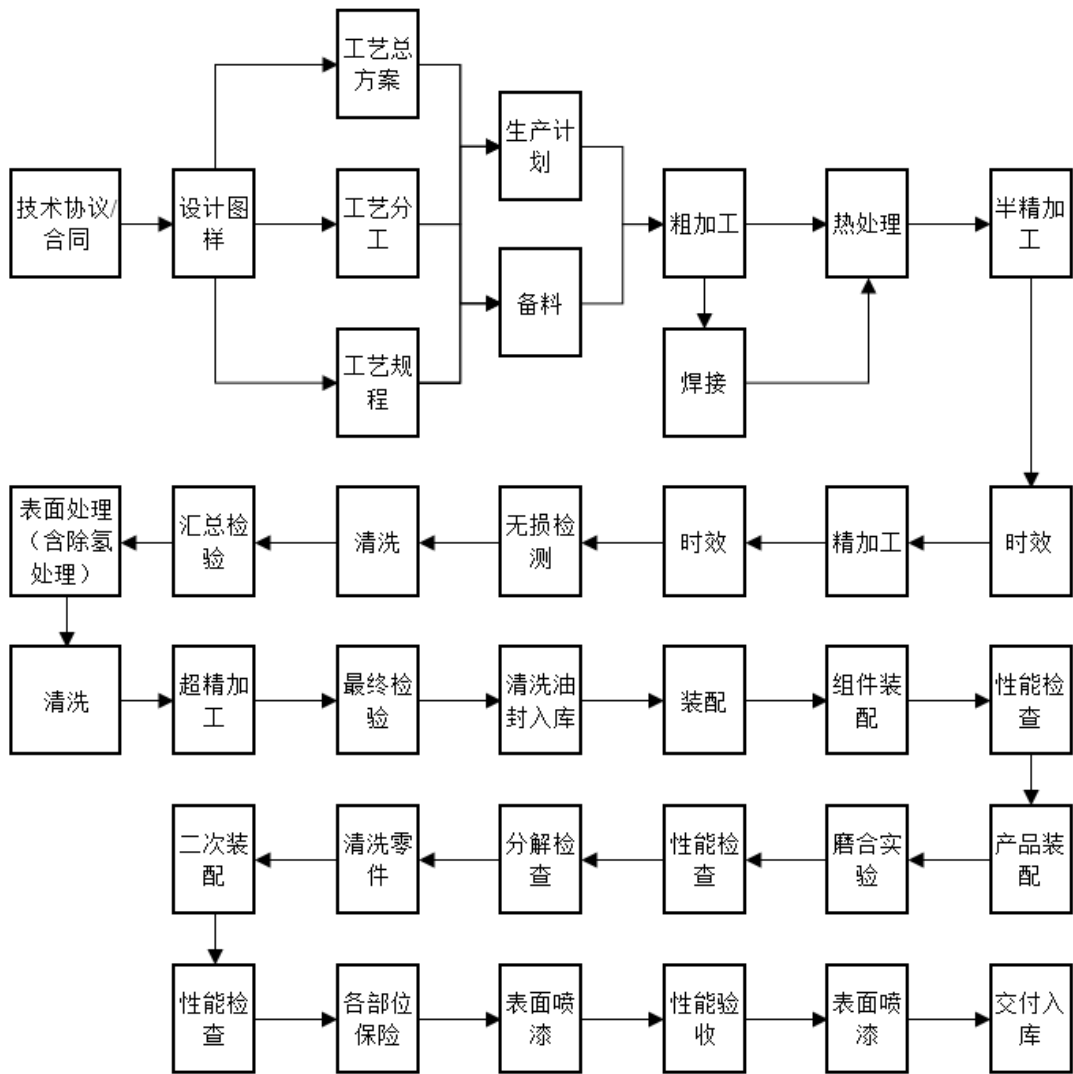 工艺总
方案
生产计
划
技术协议/
合同
设计图
样
工艺分
工
粗加工
热处理
半精加
工
备料
工艺规
程
焊接
表面处理
（含除氢
处理）
汇总检
验
清洗
无损检
测
时效
精加工
时效
清洗
超精加
工
最终检
验
清洗油
封入库
装配
组件装
配
性能检
查
二次装
配
清洗零
件
分解检
查
性能检
查
磨合实
验
产品装
配
性能检
查
各部位
保险
表面喷
漆
性能验
收
表面喷
漆
交付入
库